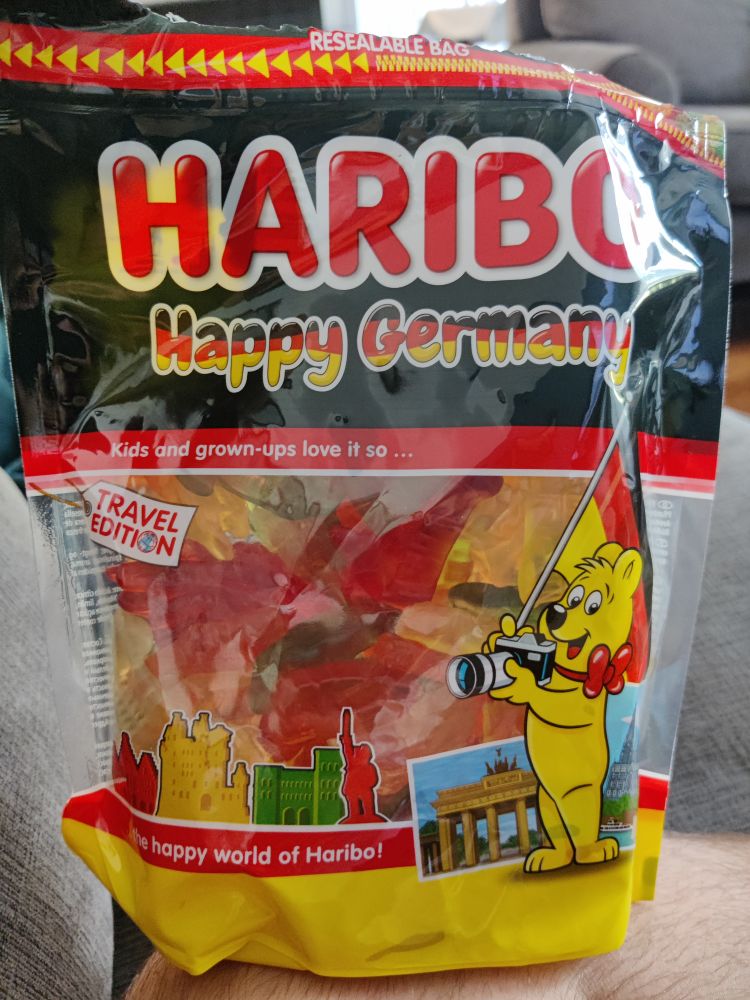 RESEALABLE BAG
HARIBO
Happy Germany
Kids and grown-ups love it so ...
TRAVEL
EDITION
the happy world of Haribo!